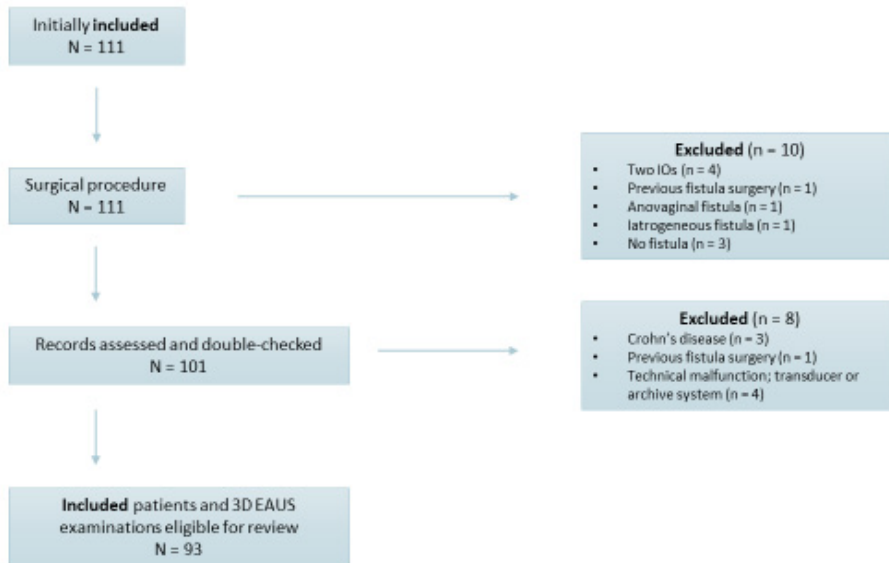 Initially included
N = 111
Surgical procedure
N = 111
Excluded (n = 10)
• Two IOs (n = 4)
• Previous fistula surgery (n = 1)
• Anovaginal fistula (n = 1)
• Iatrogeneous fistula (n = 1)
• No fistula (n = 3)
Records assessed and double-checked
N = 101
Excluded (n = 8)
• Crohn's disease (n = 3)
• Previous fistula surgery (n = 1)
• Technical malfunction; transducer or
archive system (n = 4)
Included patients and 3D EAUS
examinations eligible for review
N = 93